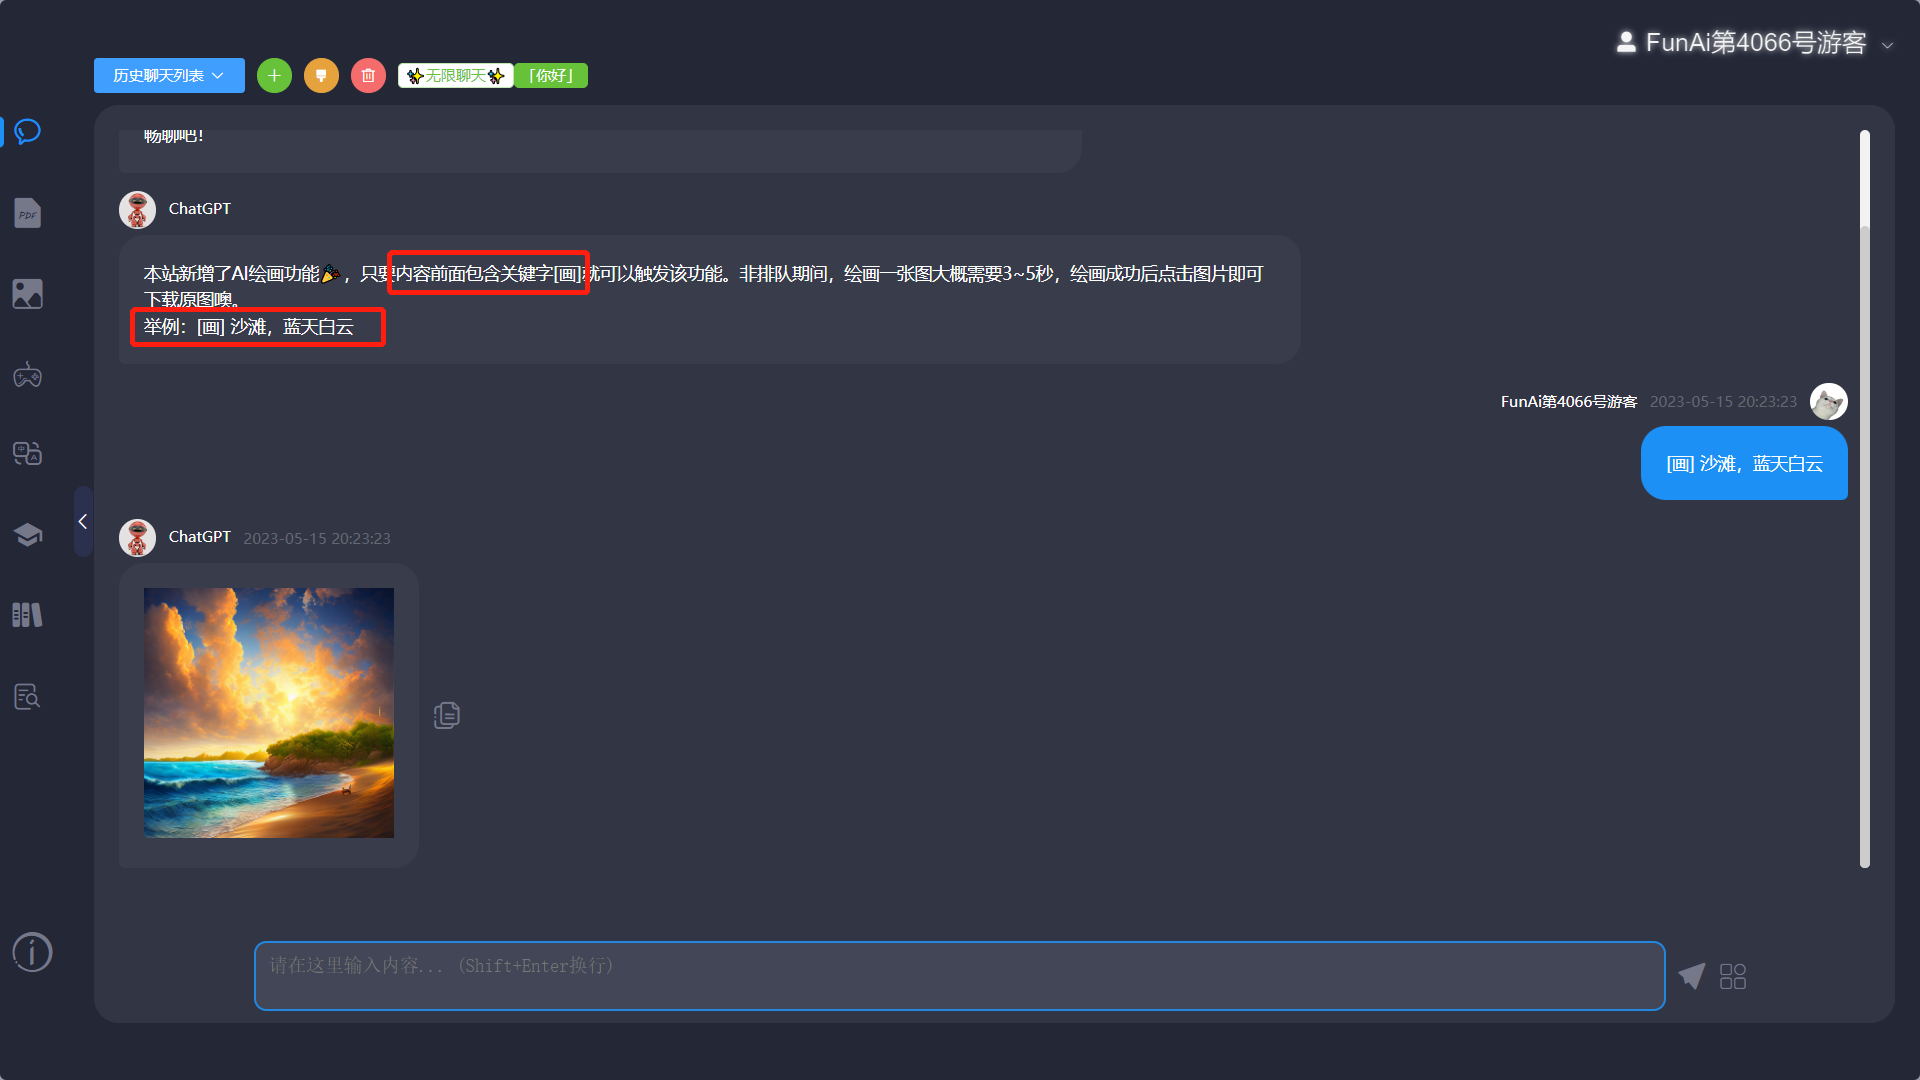 FunAi第4066号游客
历史聊天列表
✨无限聊天✨ 「你好」
畅聊吧!
ChatGPT
本站新增了AI绘画功能🎉，只要内容前面包含关键字[画]就可以触发该功能。非排队期间，绘画一张图大概需要3~5秒，绘画成功后点击图片即可
下载原图噢。
举例：[画] 沙滩，蓝天白云
FunAi第4066号游客 2023-05-15 20:23:23
[画] 沙滩，蓝天白云
ChatGPT 2023-05-15 20:23:23
请在这里输入内容... (Shift+Enter换行)
PDF
中
A